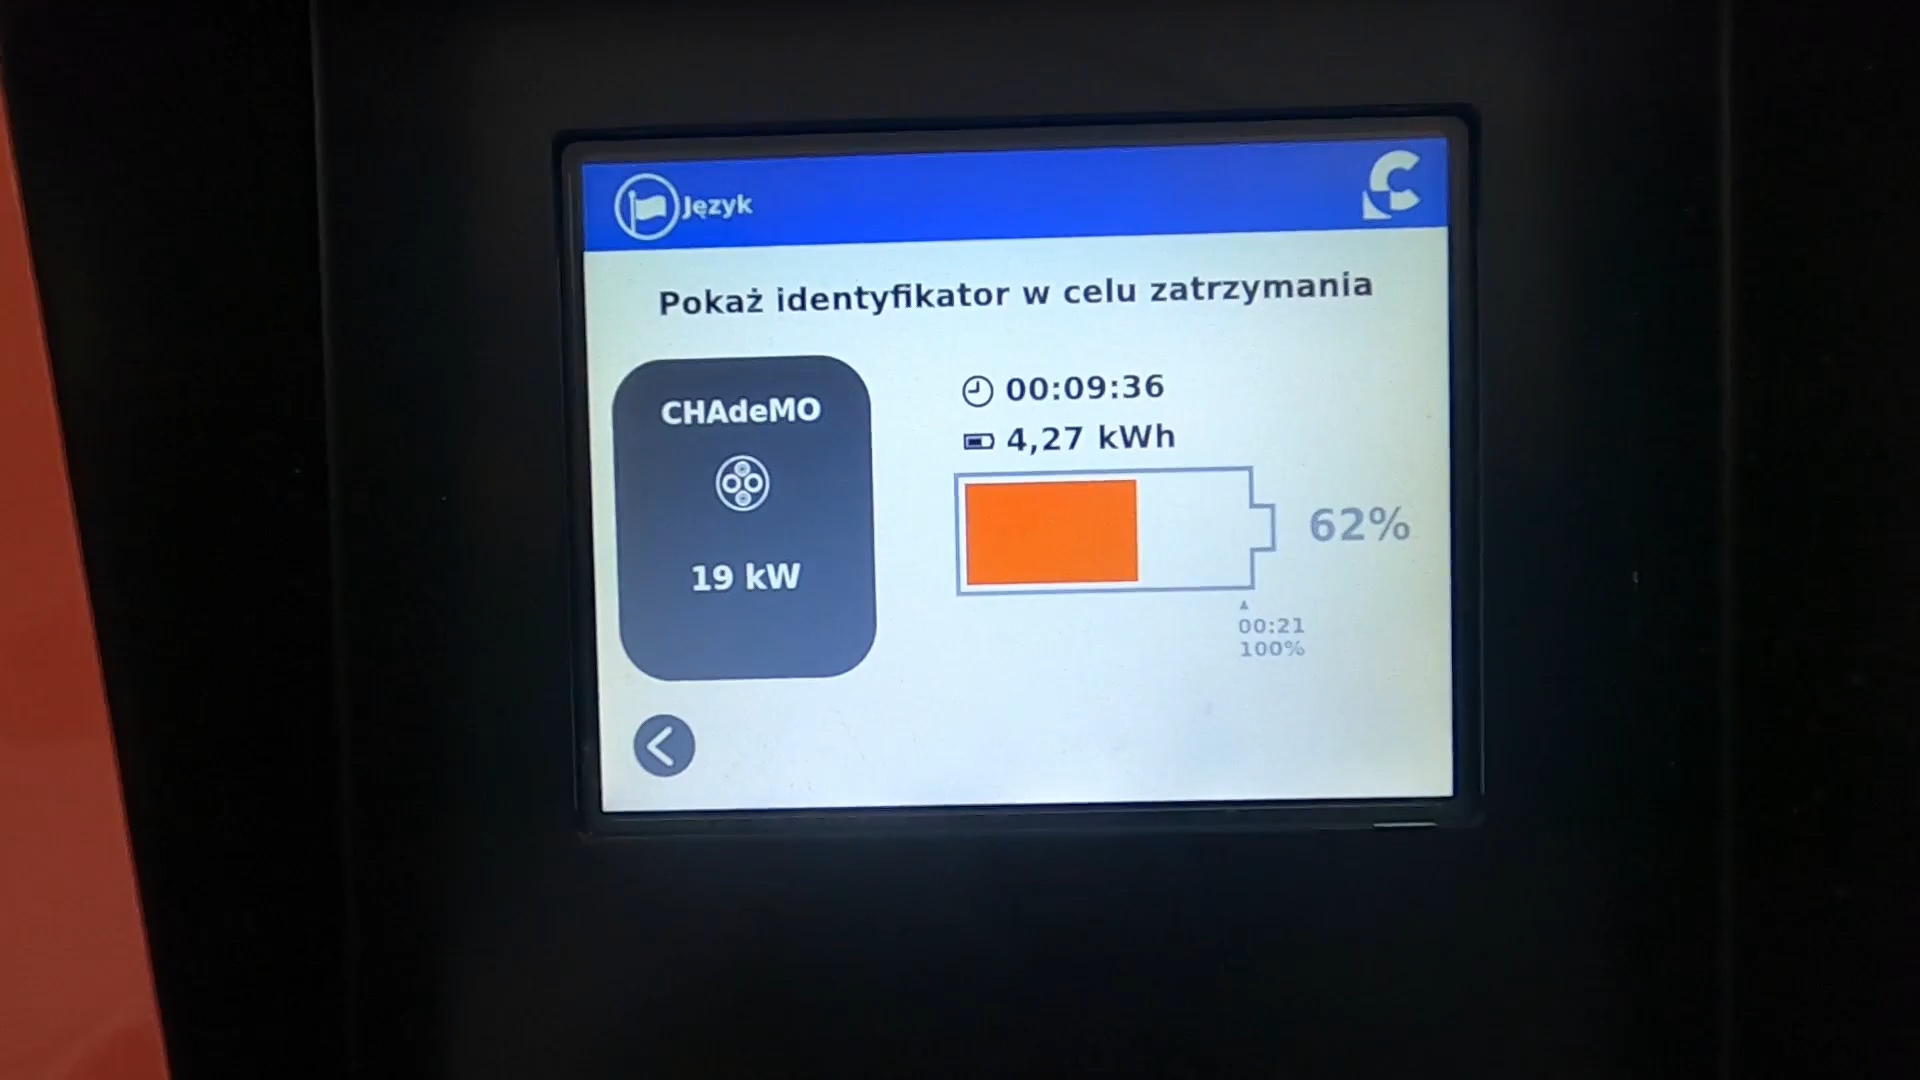 Język
Pokaż identyfikator w celu zatrzymania
CHAdeMO
19 kW
00:09:36
4,27 kWh
62%
00:21
100%